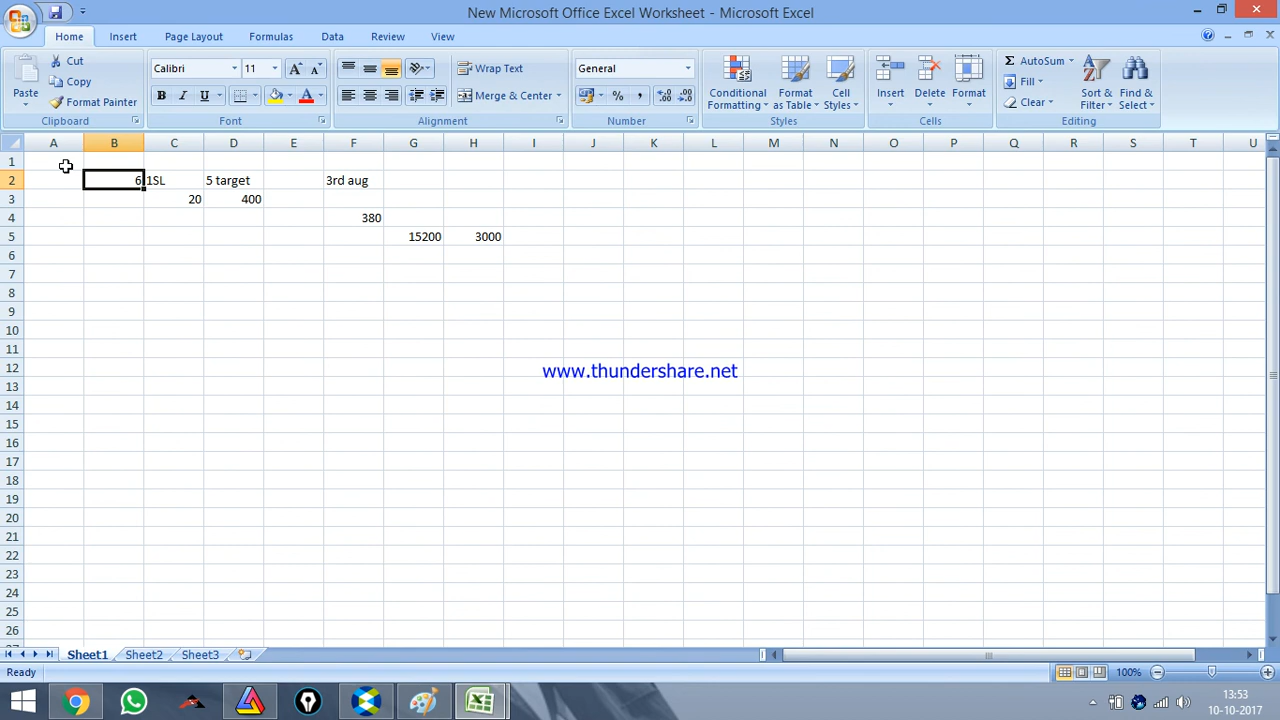 New Microsoft Office Excel Worksheet - Microsoft Excel
Home Insert Page Layout Formulas Data Review View
Paste
Cut
Copy
Format Painter
Clipboard
Calibri 11
B I U
Font
Wrap Text
Merge & Center
Alignment
General
% ,
Number
Conditional Formatting
Format as Table
Cell Styles
Styles
Insert Delete Format
Cells
Σ AutoSum
Fill
Clear
Sort & Filter
Find & Select
Editing
A B C D E F G H I J K L M N O P Q R S T U
1
2 6 1SL 5 target 3rd aug
3 20 400
4 380
5 15200 3000
6
7
8
9
10
11
12
www.thundershare.net
13
14
15
16
17
18
19
20
21
22
23
24
25
26
Sheet1 Sheet2 Sheet3
Ready 100%
13:53
10-10-2017